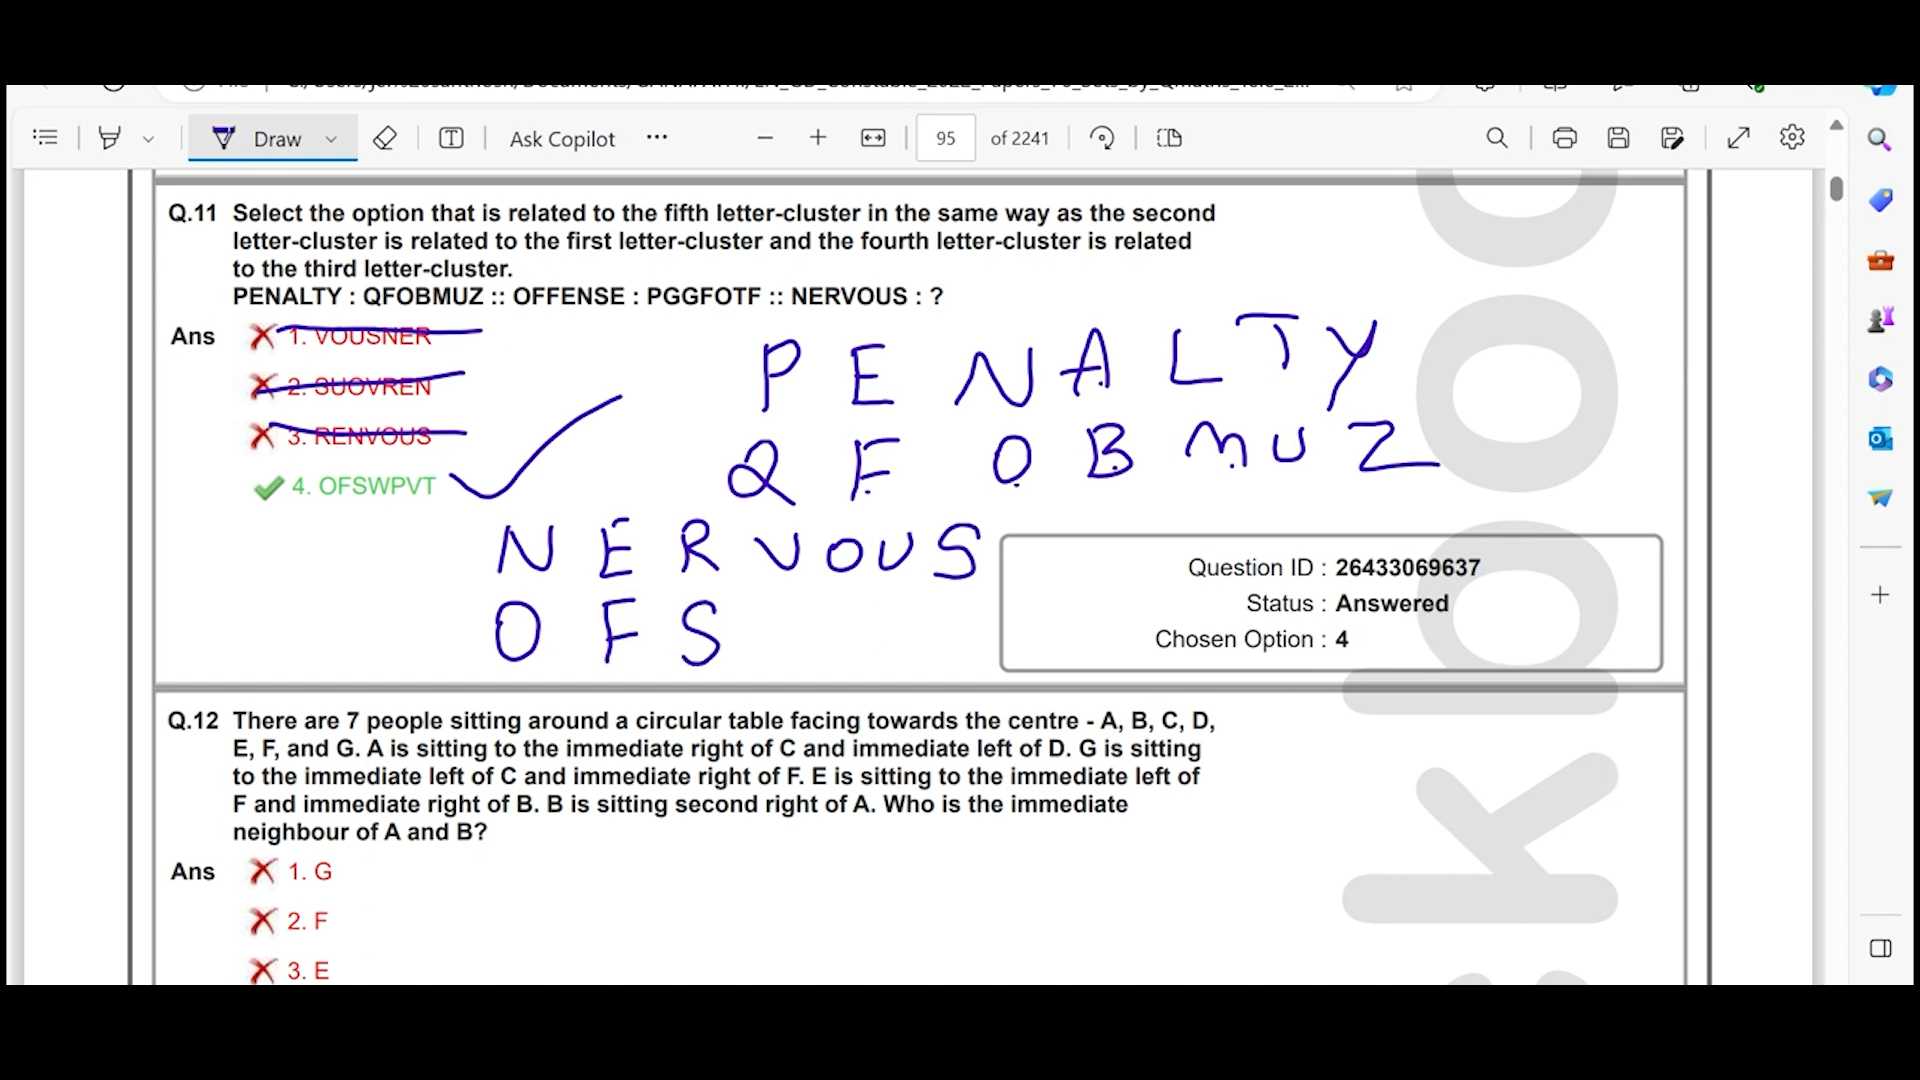 Draw
Ask Copilot
95 of 2241
Q.11 Select the option that is related to the fifth letter-cluster in the same way as the second
letter-cluster is related to the first letter-cluster and the fourth letter-cluster is related
to the third letter-cluster.
PENALTY : QFOBMUZ :: OFFENSE : PGGFOTF :: NERVOUS : ?
Ans 1. VOUSNER
2. SUOVREN
3. RENVOUS
4. OFSWPVT
P E N A L T Y
Q F O B M U Z
N E R V O U S
O F S
Question ID : 26433069637
Status : Answered
Chosen Option : 4
Q.12 There are 7 people sitting around a circular table facing towards the centre - A, B, C, D,
E, F, and G. A is sitting to the immediate right of C and immediate left of D. G is sitting
to the immediate left of C and immediate right of F. E is sitting to the immediate left of
F and immediate right of B. B is sitting second right of A. Who is the immediate
neighbour of A and B?
Ans 1. G
2. F
3. E